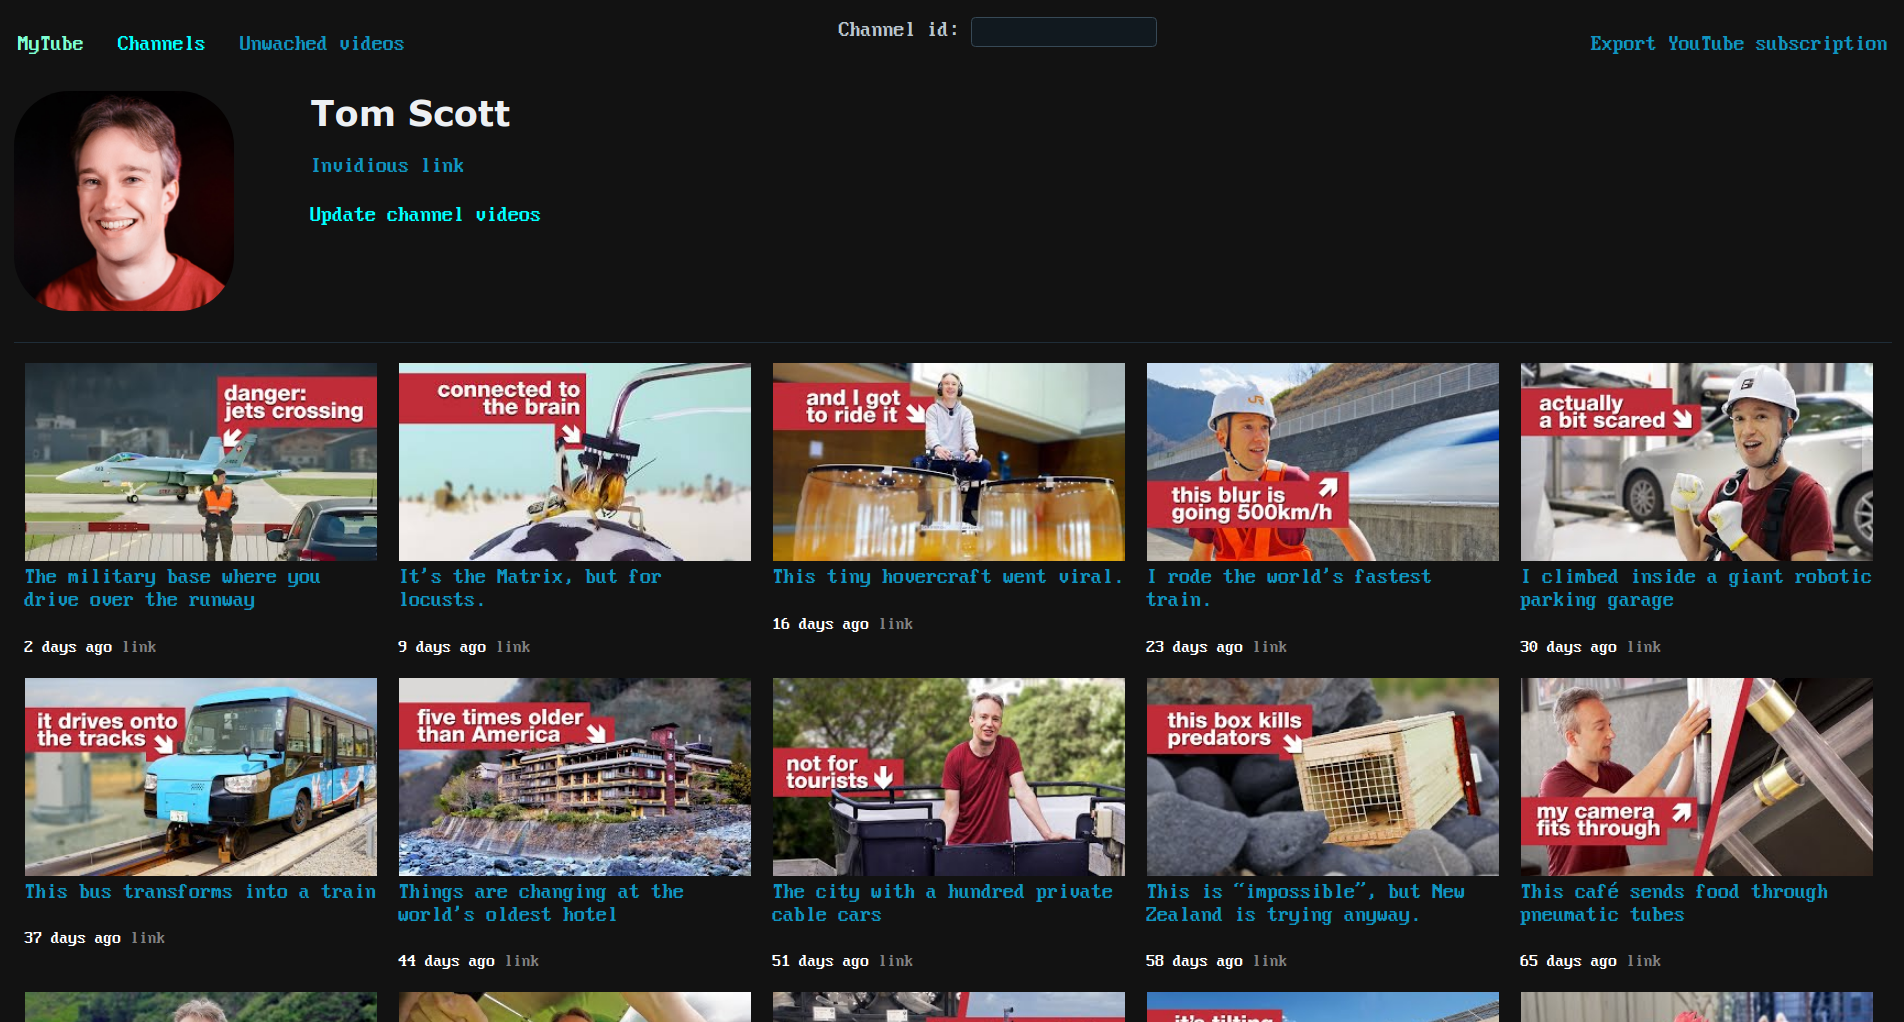 MyTube Channels Unwached videos
Channel id:
Export YouTube subscription
Tom Scott
Invidious link
Update channel videos
danger:
jets crossing
connected to
the brain
and I got
to ride it
JR
this blur is
going 500km/h
actually
a bit scared
The military base where you
drive over the runway
2 days ago link
It’s the Matrix, but for
locusts.
9 days ago link
This tiny hovercraft went viral.
16 days ago link
I rode the world’s fastest
train.
23 days ago link
I climbed inside a giant robotic
parking garage
30 days ago link
it drives onto
the tracks
five times older
than America
not for
tourists
this box kills
predators
my camera
fits through
This bus transforms into a train
37 days ago link
Things are changing at the
world’s oldest hotel
44 days ago link
The city with a hundred private
cable cars
51 days ago link
This is “impossible”, but New
Zealand is trying anyway.
58 days ago link
This café sends food through
pneumatic tubes
65 days ago link
it's tilting